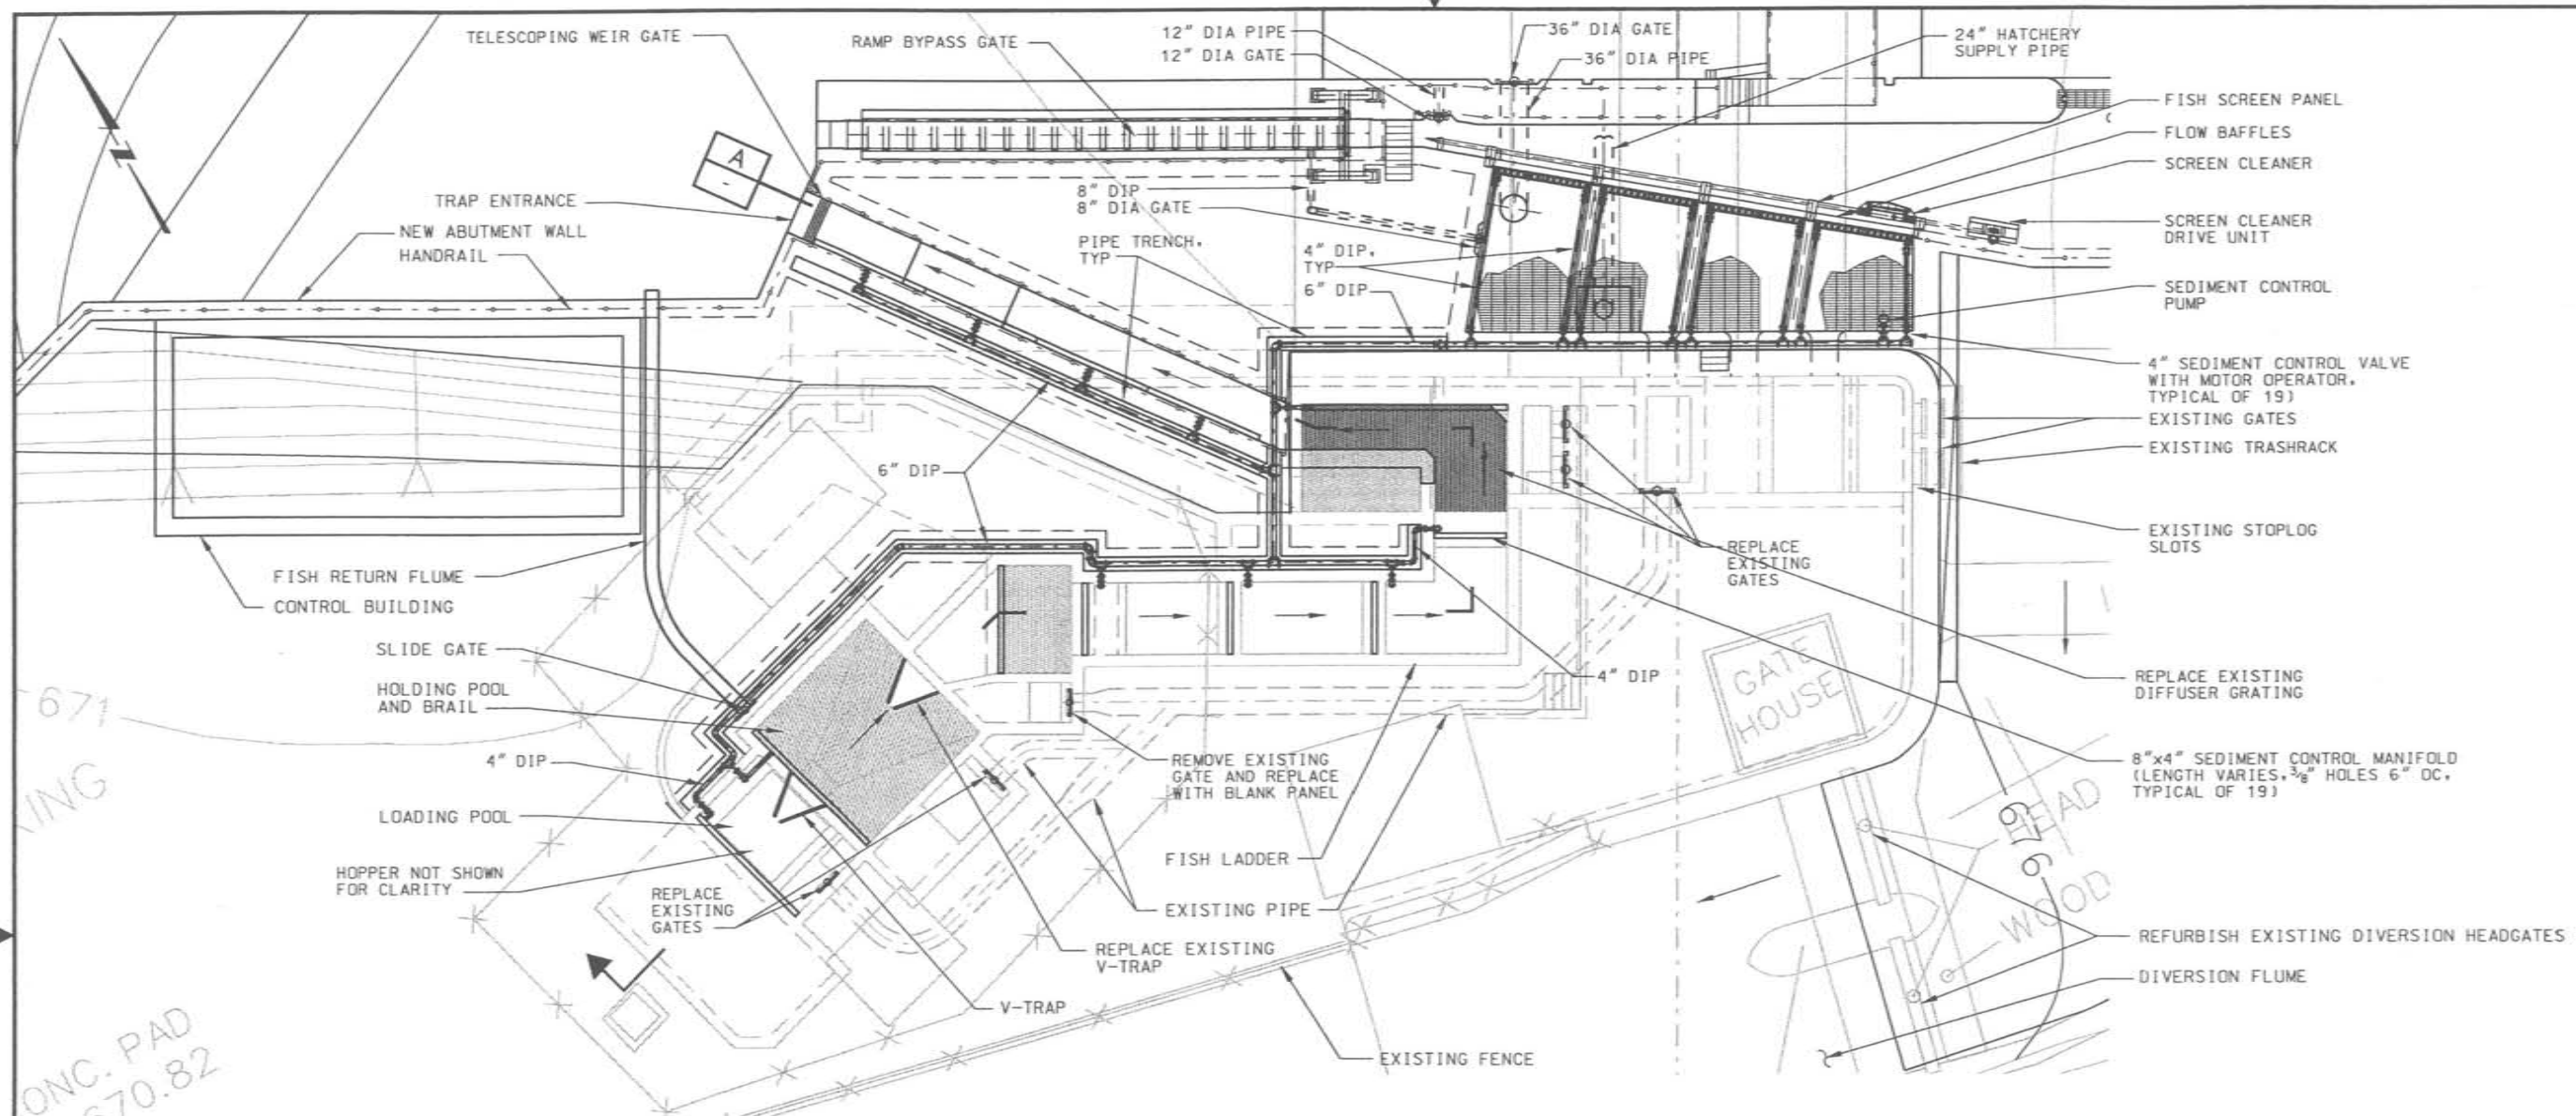 TELESCOPING WEIR GATE
RAMP BYPASS GATE
12" DIA PIPE
12" DIA GATE
36" DIA GATE
36" DIA PIPE
24" HATCHERY
SUPPLY PIPE
FISH SCREEN PANEL
FLOW BAFFLES
SCREEN CLEANER
SCREEN CLEANER
DRIVE UNIT
SEDIMENT CONTROL
PUMP
4" SEDIMENT CONTROL VALVE
WITH MOTOR OPERATOR,
TYPICAL OF 19)
EXISTING GATES
EXISTING TRASHRACK
EXISTING STOPLOG
SLOTS
REPLACE EXISTING
DIFFUSER GRATING
8"x4" SEDIMENT CONTROL MANIFOLD
(LENGTH VARIES, 3/8" HOLES 6" OC,
TYPICAL OF 19)
REFURBISH EXISTING DIVERSION HEADGATES
DIVERSION FLUME
N
A
-
TRAP ENTRANCE
NEW ABUTMENT WALL
HANDRAIL
8" DIP
8" DIA GATE
PIPE TRENCH,
TYP
4" DIP,
TYP
6" DIP
6" DIP
FISH RETURN FLUME
CONTROL BUILDING
SLIDE GATE
HOLDING POOL
AND BRAIL
4" DIP
LOADING POOL
HOPPER NOT SHOWN
FOR CLARITY
REPLACE
EXISTING
GATES
REPLACE
EXISTING
GATES
4" DIP
REMOVE EXISTING
GATE AND REPLACE
WITH BLANK PANEL
FISH LADDER
EXISTING PIPE
REPLACE EXISTING
V-TRAP
V-TRAP
EXISTING FENCE
GATE
HOUSE
671
KING
ONC. PAD
670.82
676
HEAD
WOOD